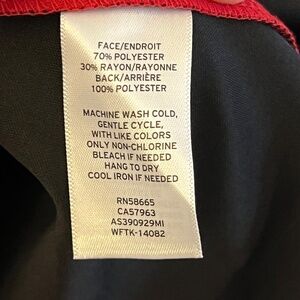 FACE/ENDROIT
70% POLYESTER
30% RAYON/RAYONNE
BACK/ARRIÈRE
100% POLYESTER
MACHINE WASH COLD,
GENTLE CYCLE,
WITH LIKE COLORS
ONLY NON-CHLORINE
BLEACH IF NEEDED
HANG TO DRY
COOL IRON IF NEEDED
RN58665
CA57963
AS390929MI
WFTK-14082